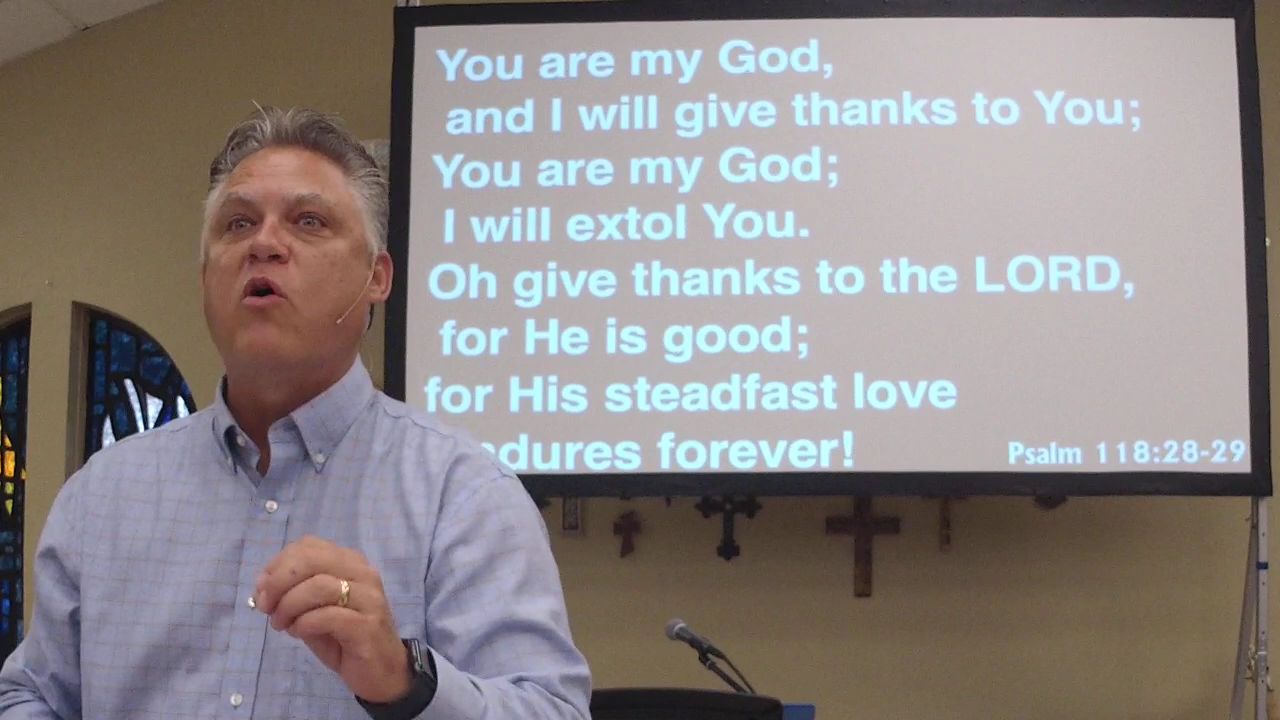 You are my God,
and I will give thanks to You;
You are my God;
I will extol You.
Oh give thanks to the LORD,
for He is good;
for His steadfast love
dures forever!
Psalm 118:28-29